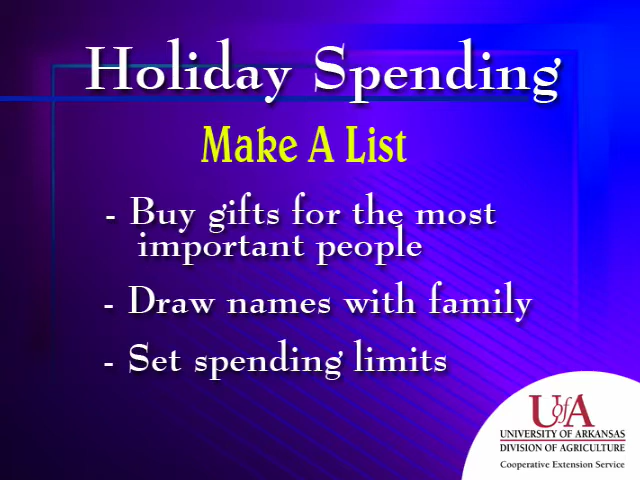 Holiday Spending
Make A List
- Buy gifts for the most
important people
- Draw names with family
- Set spending limits
UofA
UNIVERSITY OF ARKANSAS
DIVISION OF AGRICULTURE
Cooperative Extension Service